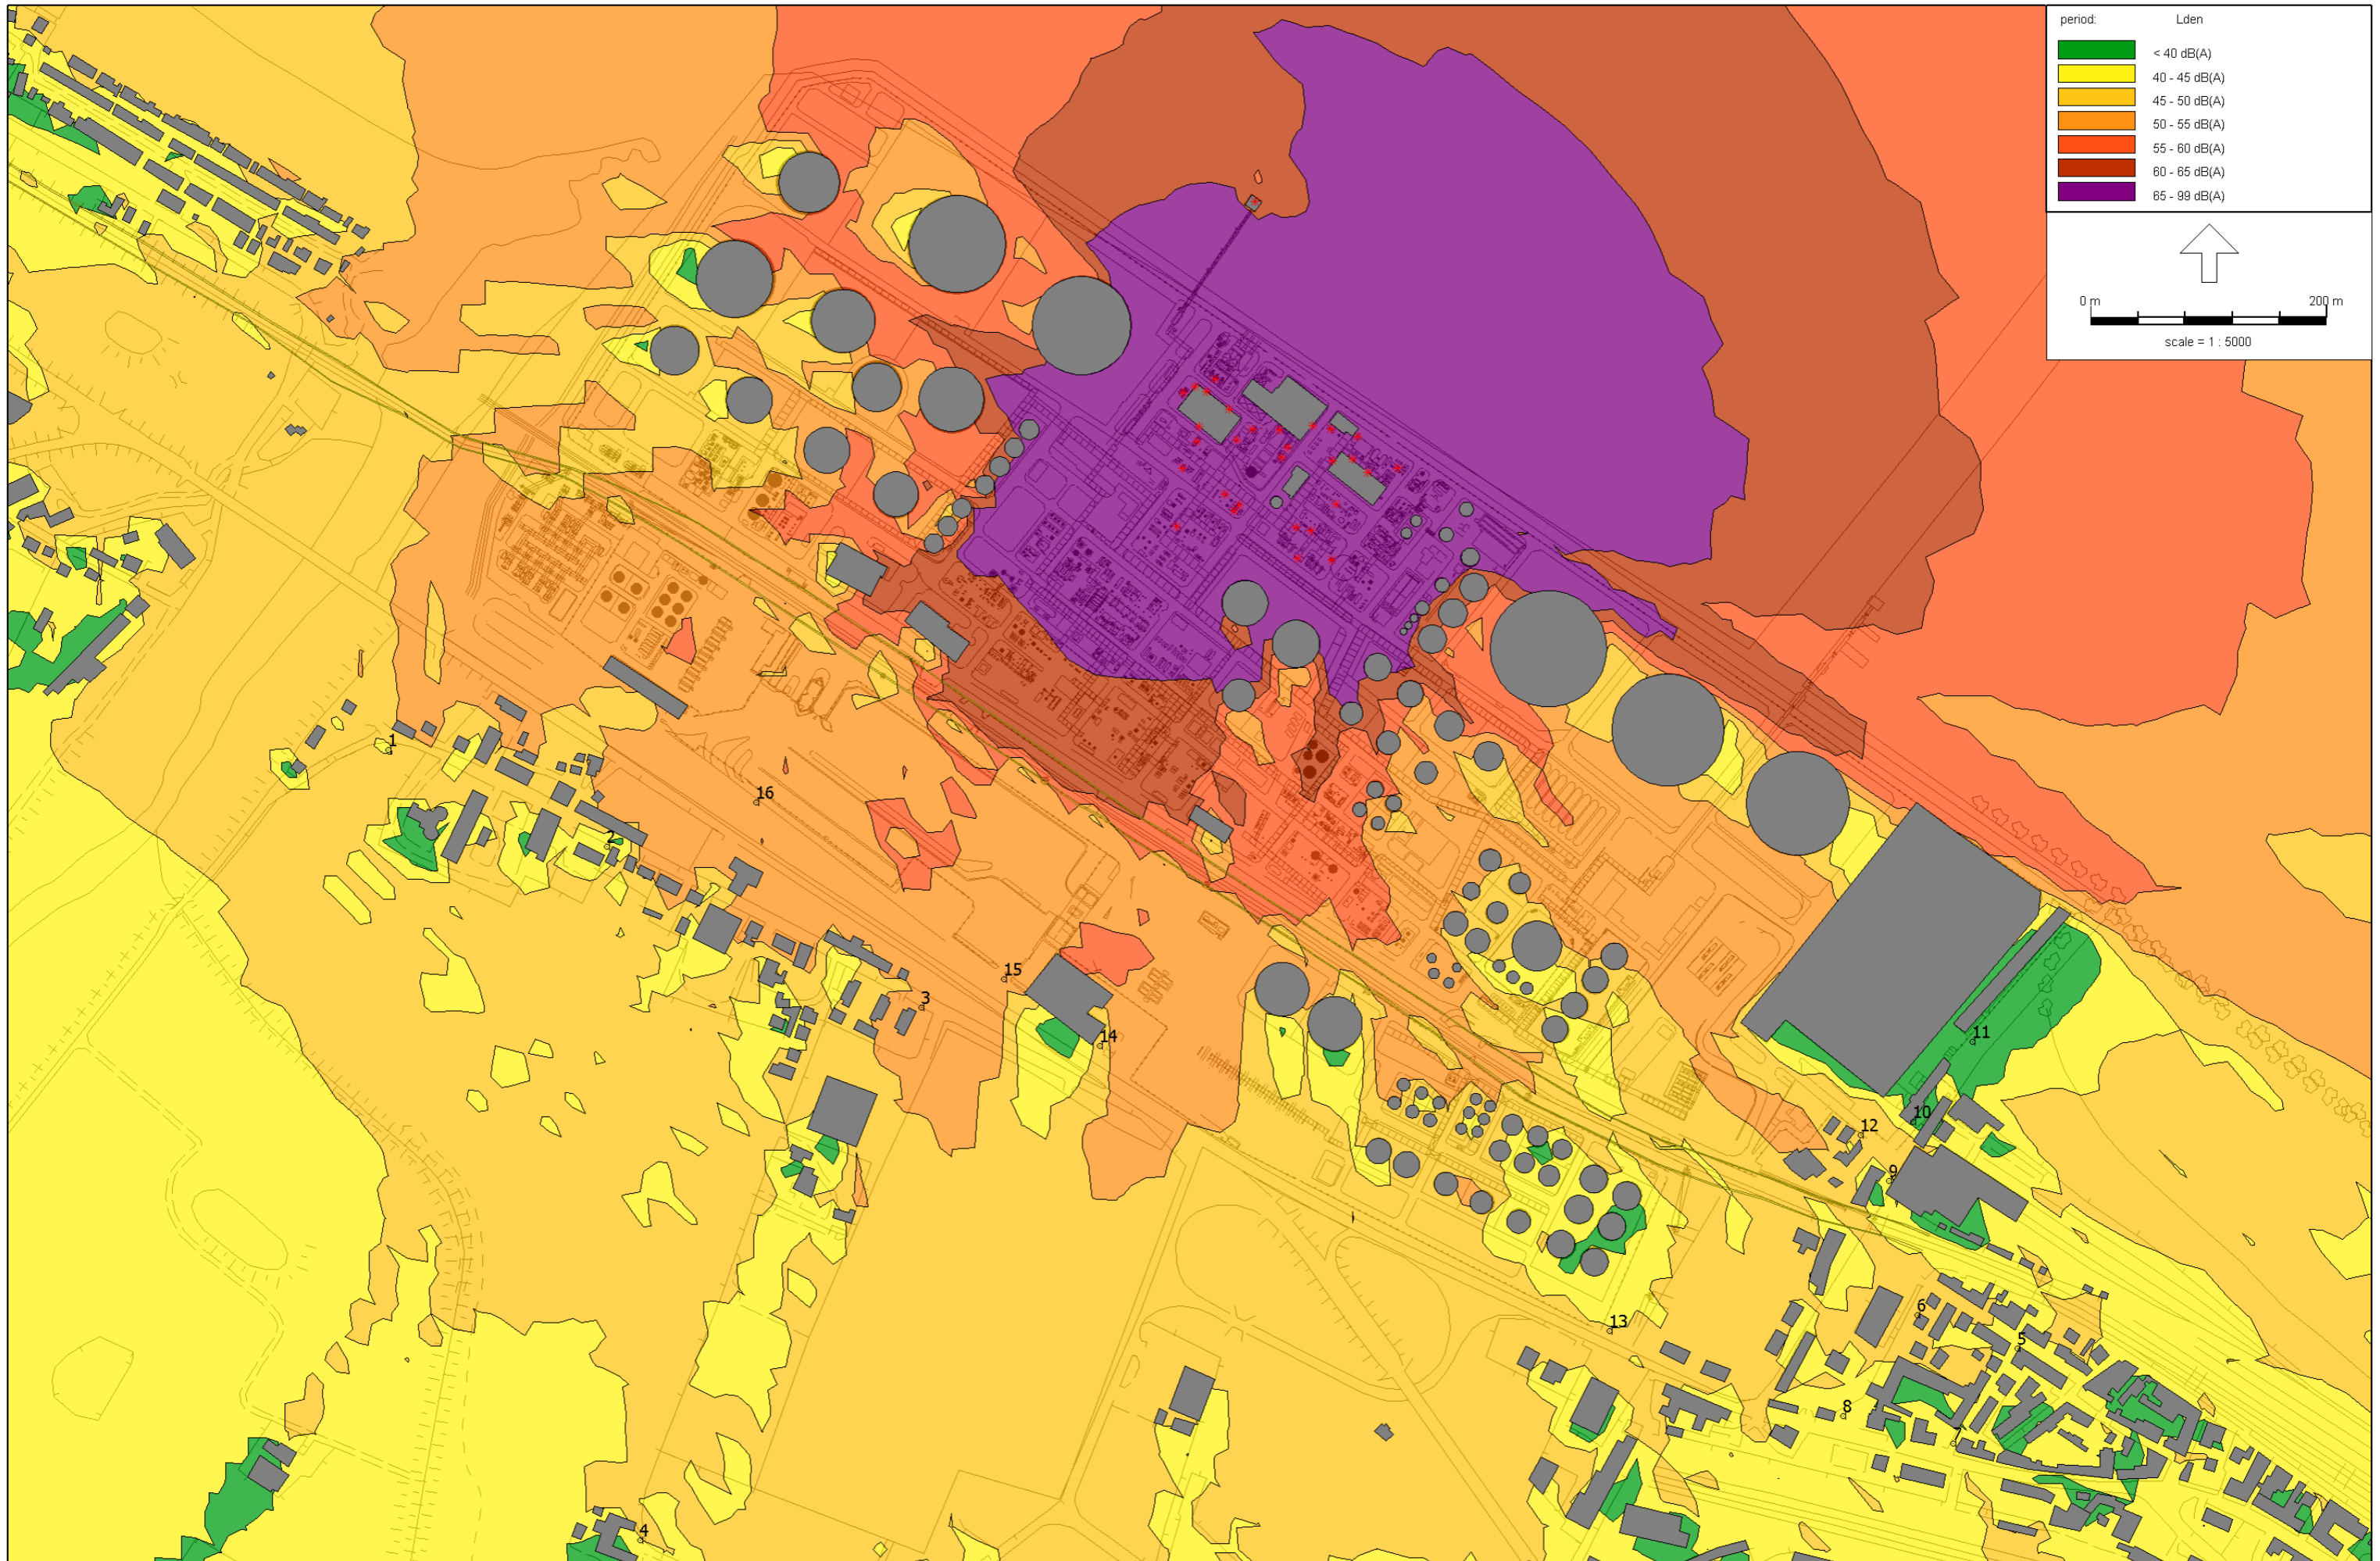 period: Lden
< 40 dB(A)
40 - 45 dB(A)
45 - 50 dB(A)
50 - 55 dB(A)
55 - 60 dB(A)
60 - 65 dB(A)
65 - 99 dB(A)
0 m 200 m
scale = 1 : 5000
1
16
2
15
3
14
11
10
12
9
6
13
5
8
7
4